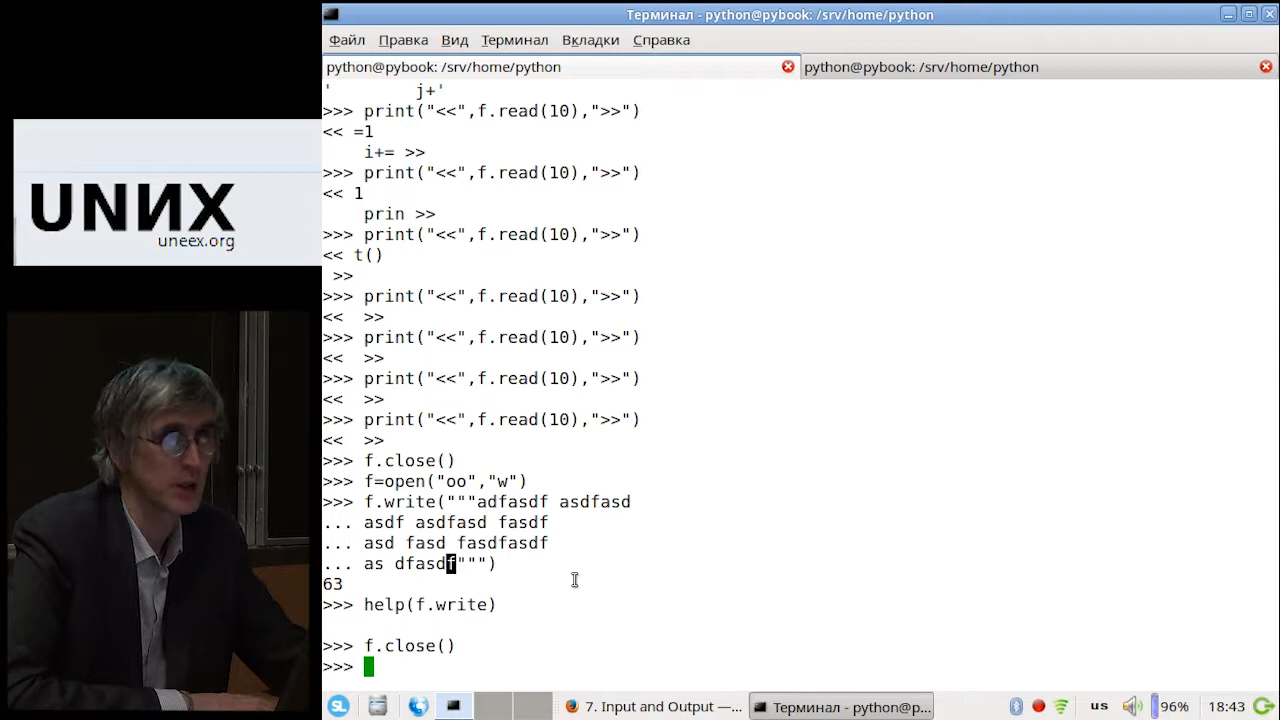 Терминал - python@pybook: /srv/home/python
Файл Правка Вид Терминал Вкладки Справка
python@pybook: /srv/home/python python@pybook: /srv/home/python
UNИX
uneex.org
'        j+'
>>> print("<<",f.read(10),">>")
<< =1
    i+= >>
>>> print("<<",f.read(10),">>")
<< 1
    prin >>
>>> print("<<",f.read(10),">>")
<< t()
 >>
>>> print("<<",f.read(10),">>")
<<  >>
>>> print("<<",f.read(10),">>")
<<  >>
>>> print("<<",f.read(10),">>")
<<  >>
>>> print("<<",f.read(10),">>")
<<  >>
>>> f.close()
>>> f=open("oo","w")
>>> f.write("""adfasdf asdfasd
... asdf asdfasd fasdf
... asd fasd fasdfasdf
... as dfasdf""")
63
>>> help(f.write)
>>> f.close()
>>>
SL 7. Input and Output —... Терминал - python@p... us 96% 18:43